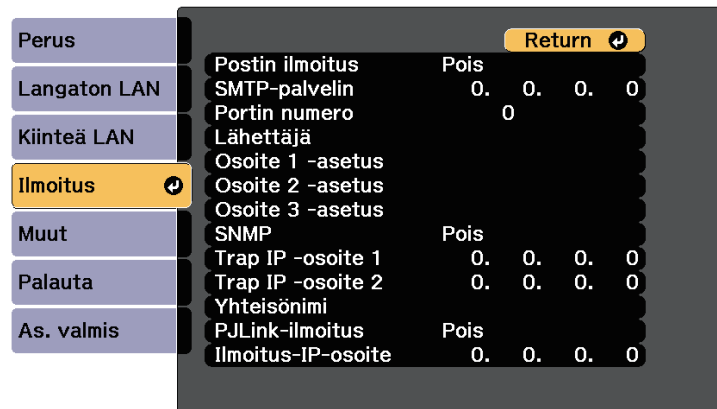 Perus
Langaton LAN
Kiinteä LAN
Ilmoitus
Muut
Palauta
As. valmis
Return
Postin ilmoitus Pois
SMTP-palvelin 0. 0. 0. 0
Portin numero 0
Lähettäjä
Osoite 1 -asetus
Osoite 2 -asetus
Osoite 3 -asetus
SNMP Pois
Trap IP -osoite 1 0. 0. 0. 0
Trap IP -osoite 2 0. 0. 0. 0
Yhteisönimi
PJLink-ilmoitus Pois
Ilmoitus-IP-osoite 0. 0. 0. 0